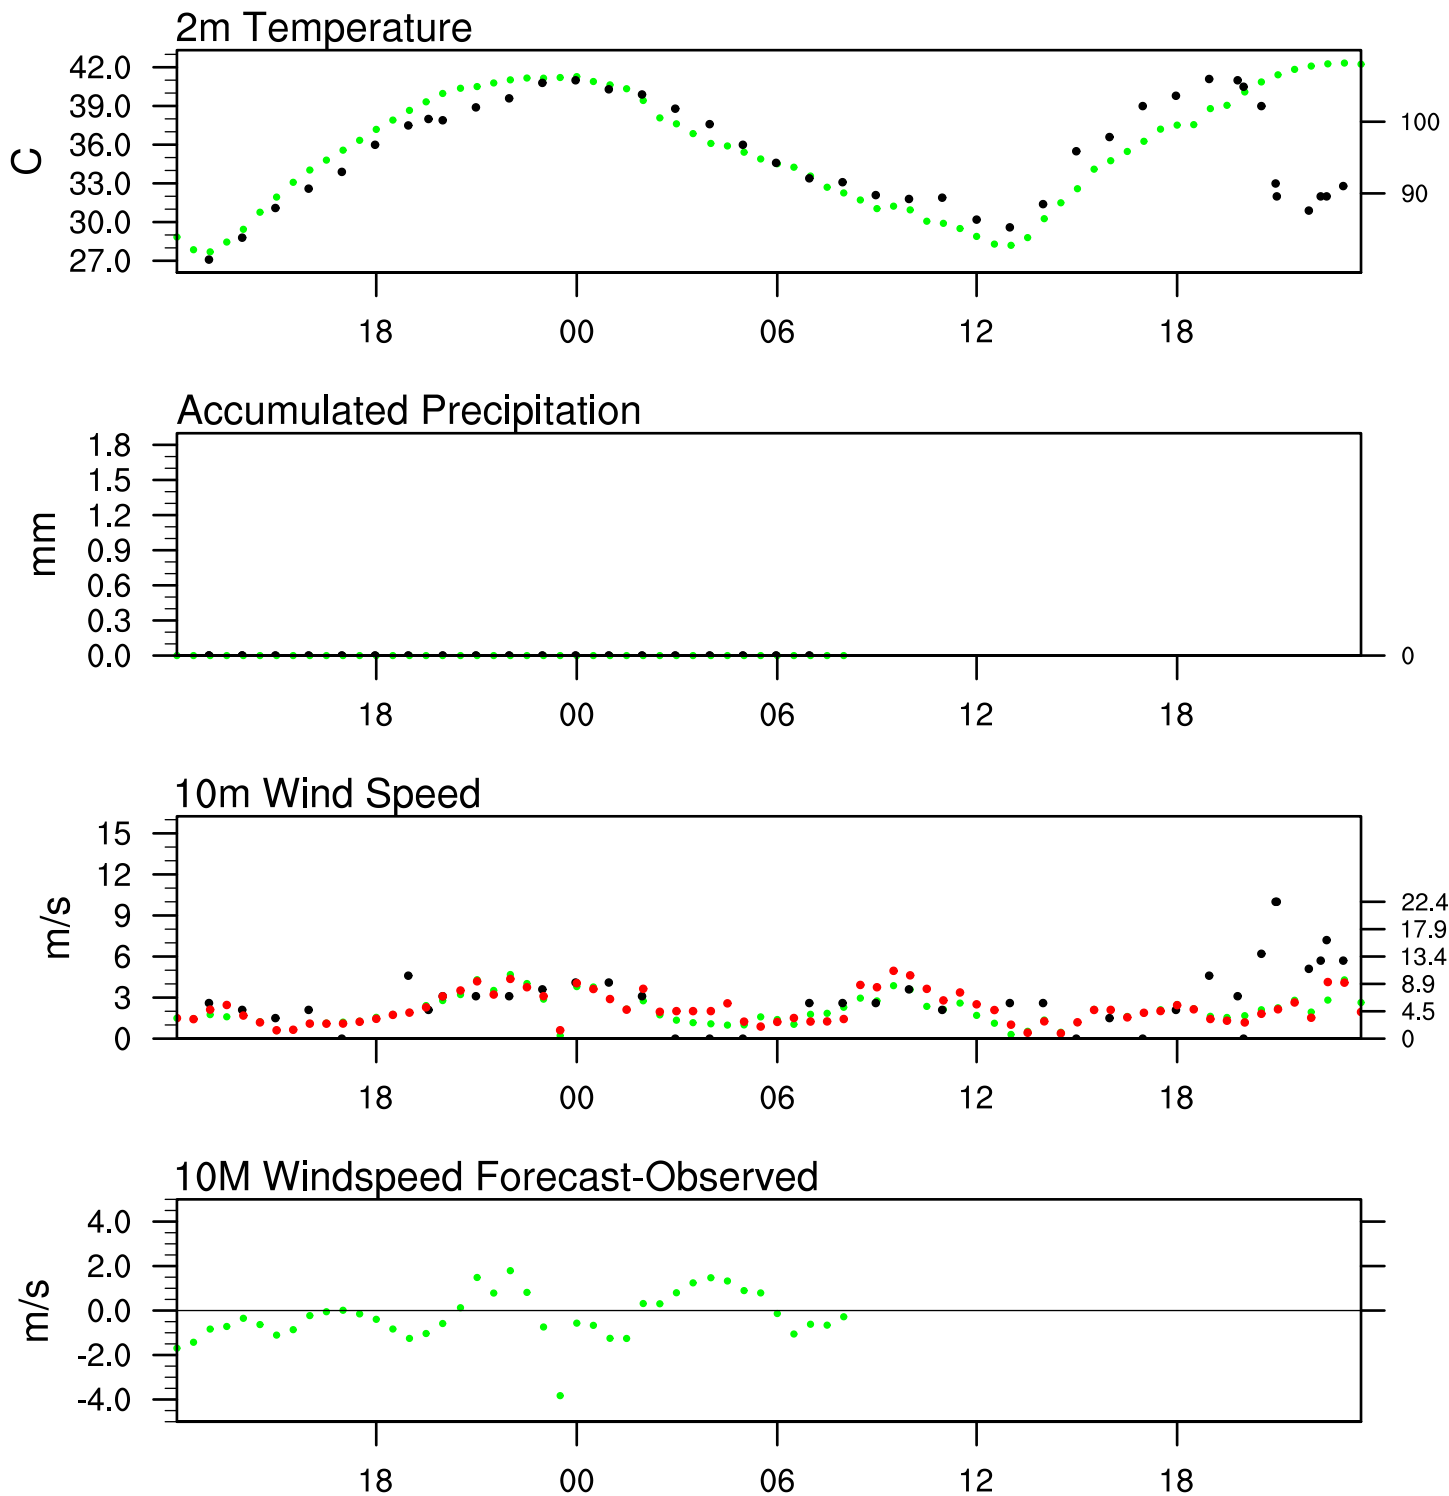 2m Temperature
42.0
39.0
36.0
33.0
30.0
27.0
C
100
90
18 00 06 12 18
Accumulated Precipitation
1.8
1.5
1.2
0.9
0.6
0.3
0.0
mm
0
18 00 06 12 18
10m Wind Speed
15
12
9
6
3
0
m/s
22.4
17.9
13.4
8.9
4.5
0
18 00 06 12 18
10M Windspeed Forecast-Observed
4.0
2.0
0.0
-2.0
-4.0
m/s
18 00 06 12 18